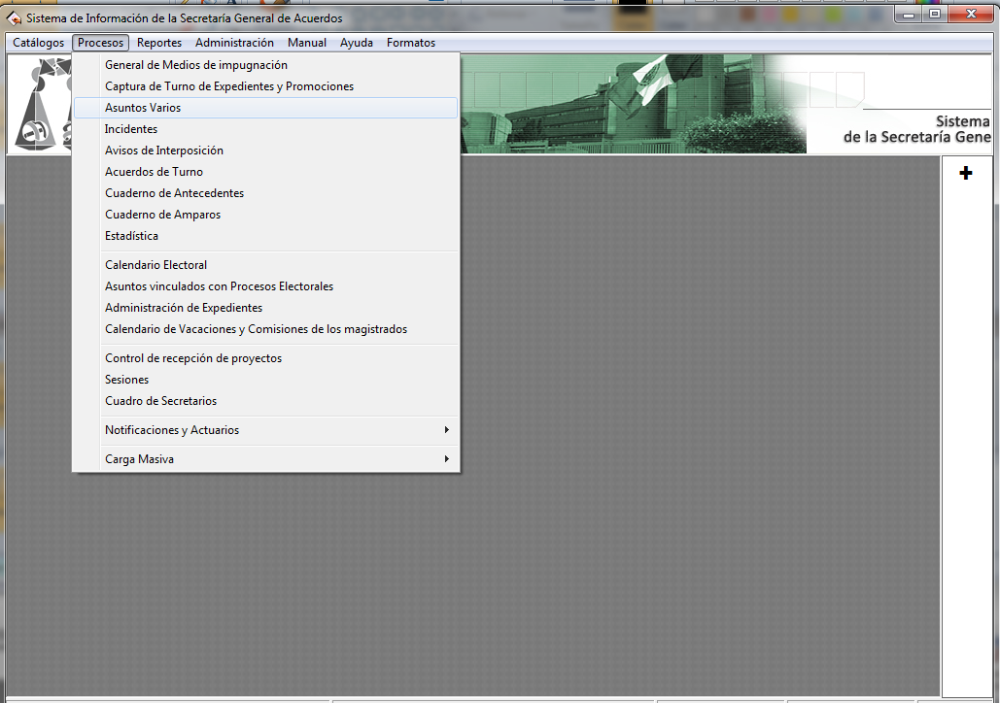 Sistema de Información de la Secretaría General de Acuerdos
Catálogos Procesos Reportes Administración Manual Ayuda Formatos
General de Medios de impugnación
Captura de Turno de Expedientes y Promociones
Asuntos Varios
Incidentes
Avisos de Interposición
Acuerdos de Turno
Cuaderno de Antecedentes
Cuaderno de Amparos
Estadística
Calendario Electoral
Asuntos vinculados con Procesos Electorales
Administración de Expedientes
Calendario de Vacaciones y Comisiones de los magistrados
Control de recepción de proyectos
Sesiones
Cuadro de Secretarios
Notificaciones y Actuarios
Carga Masiva
Sistema
de la Secretaría Gene